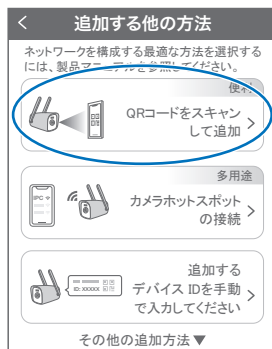 追加する他の方法
ネットワークを構成する最適な方法を選択する
には、製品マニュアルを参照してください。
便利
QRコードをスキャン
して追加
多用途
IPC
カメラホットスポット
の接続
ID: XXXXX
追加する
デバイス IDを手動
で入力してください
その他の追加方法▼